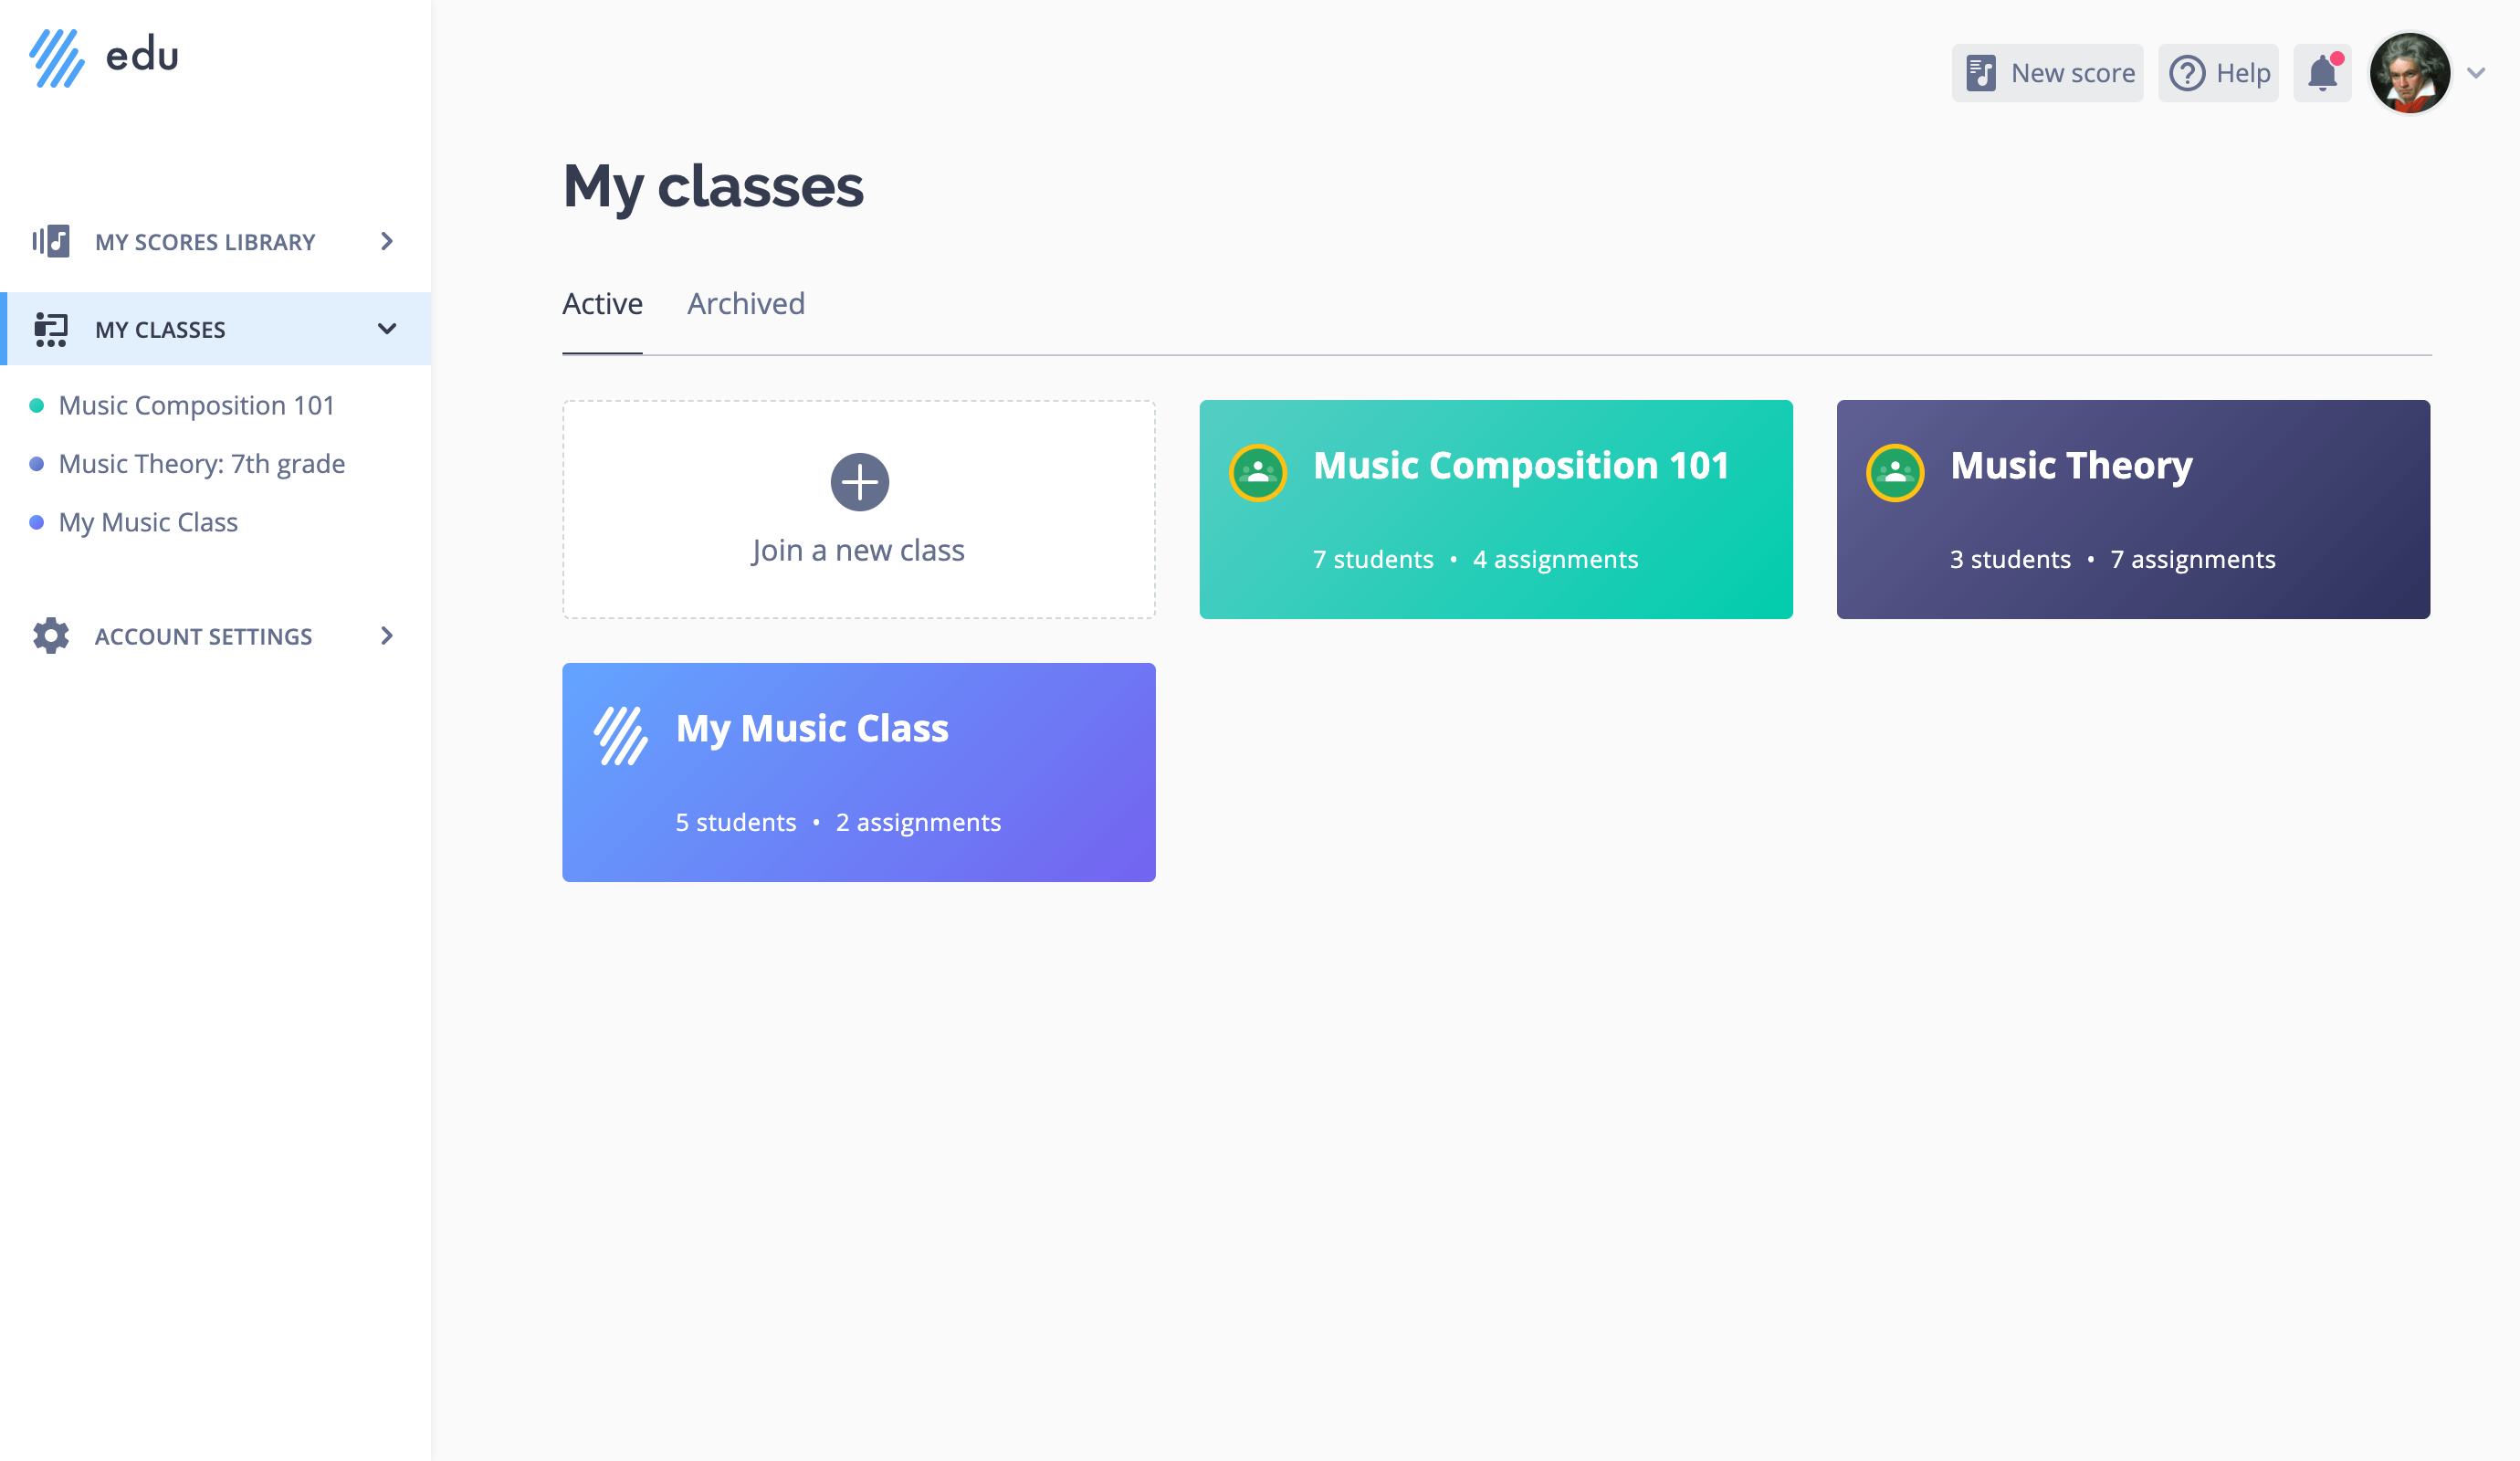 edu
New score
Help
MY SCORES LIBRARY
MY CLASSES
Music Composition 101
Music Theory: 7th grade
My Music Class
ACCOUNT SETTINGS
My classes
Active
Archived
Join a new class
Music Composition 101
7 students • 4 assignments
Music Theory
3 students • 7 assignments
My Music Class
5 students • 2 assignments